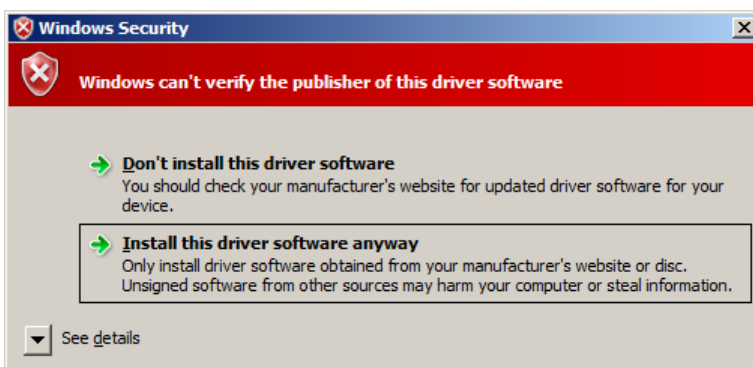 Windows Security
Windows can't verify the publisher of this driver software
Don't install this driver software
You should check your manufacturer's website for updated driver software for your
device.
Install this driver software anyway
Only install driver software obtained from your manufacturer's website or disc.
Unsigned software from other sources may harm your computer or steal information.
See details